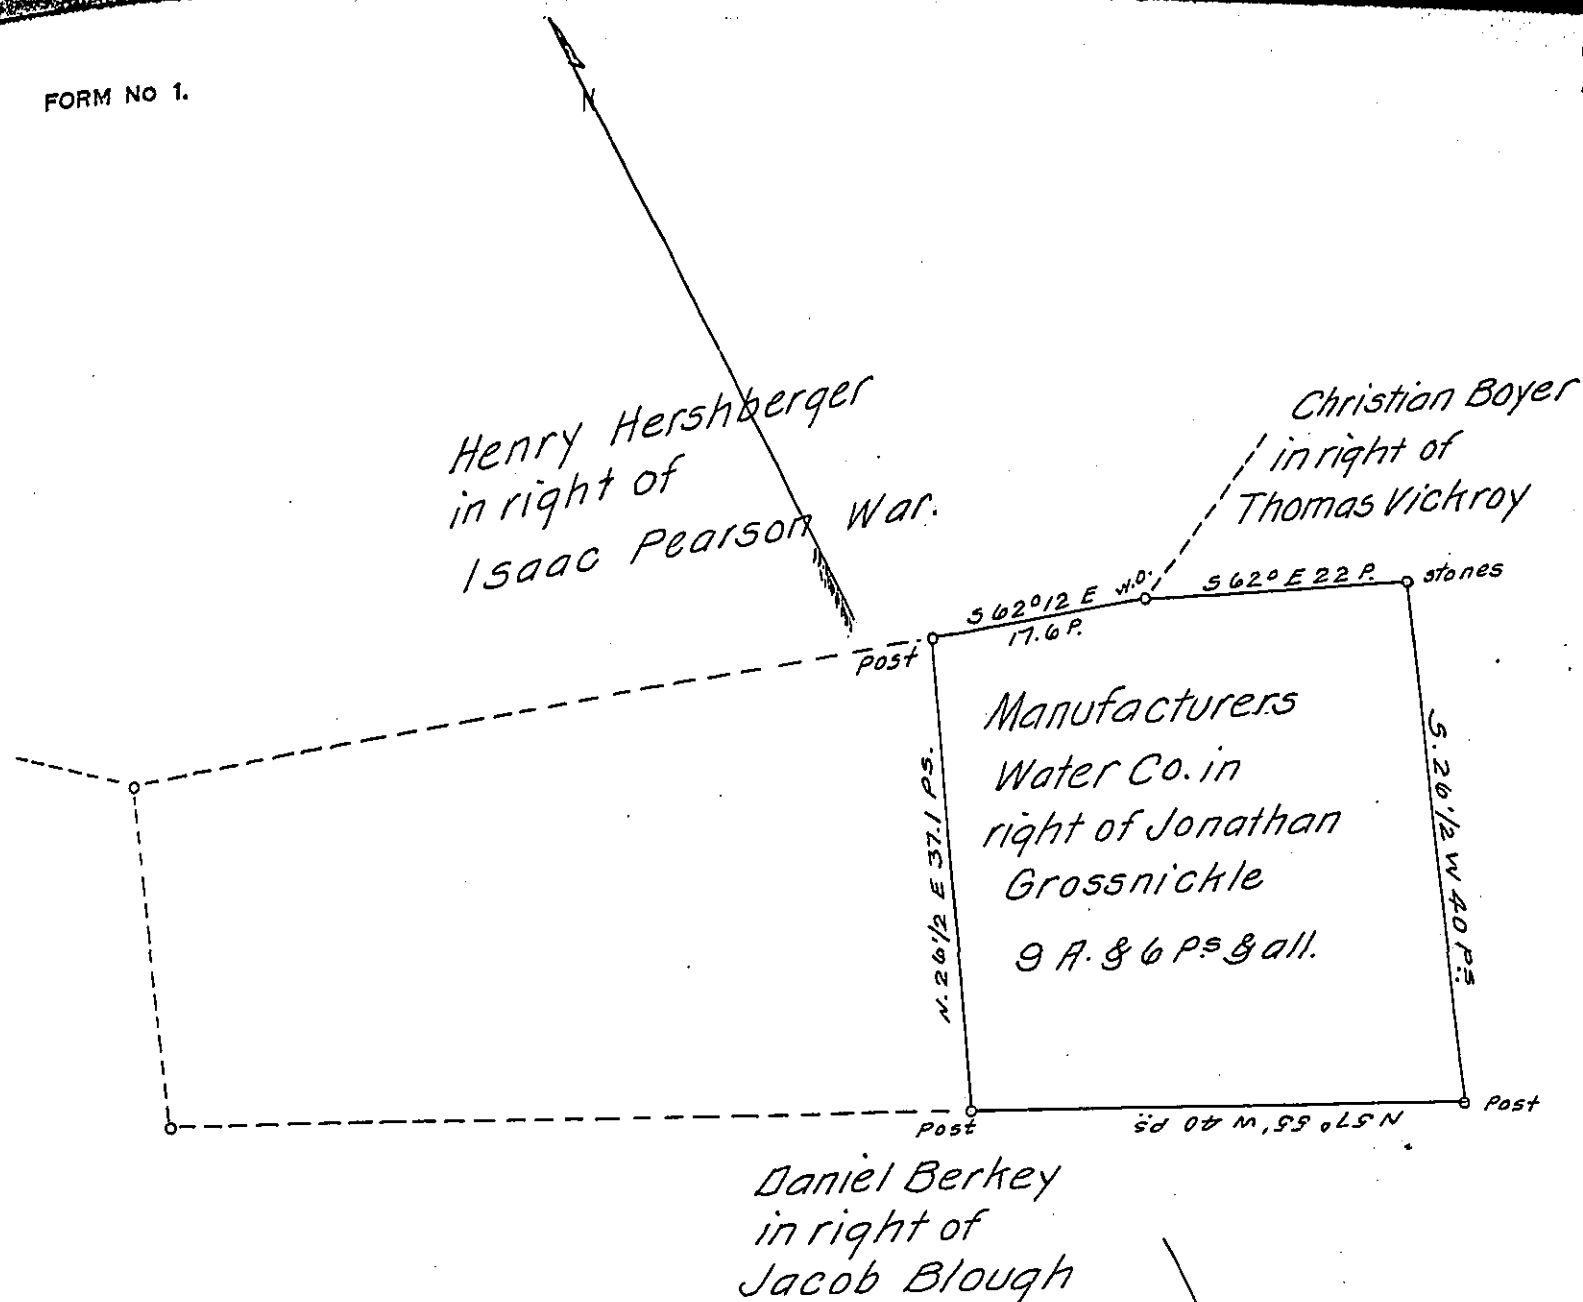 FORM NO 1.
N
Henry Hershberger
in right of
Isaac Pearson War.
Christian Boyer
in right of
Thomas Vickroy
S 62° 12 E
17.6 P.
W.O.
S 62° E 22 P.
stones
Post
Manufacturers
Water Co. in
right of Jonathan
Grossnickle
9 A. & 6 Ps & all.
N. 26 1/2 E 37.1 PS.
S. 26 1/2 W 40 PS.
Post
N 57° 55' W 40 PS
Post
Daniel Berkey
in right of
Jacob Blough